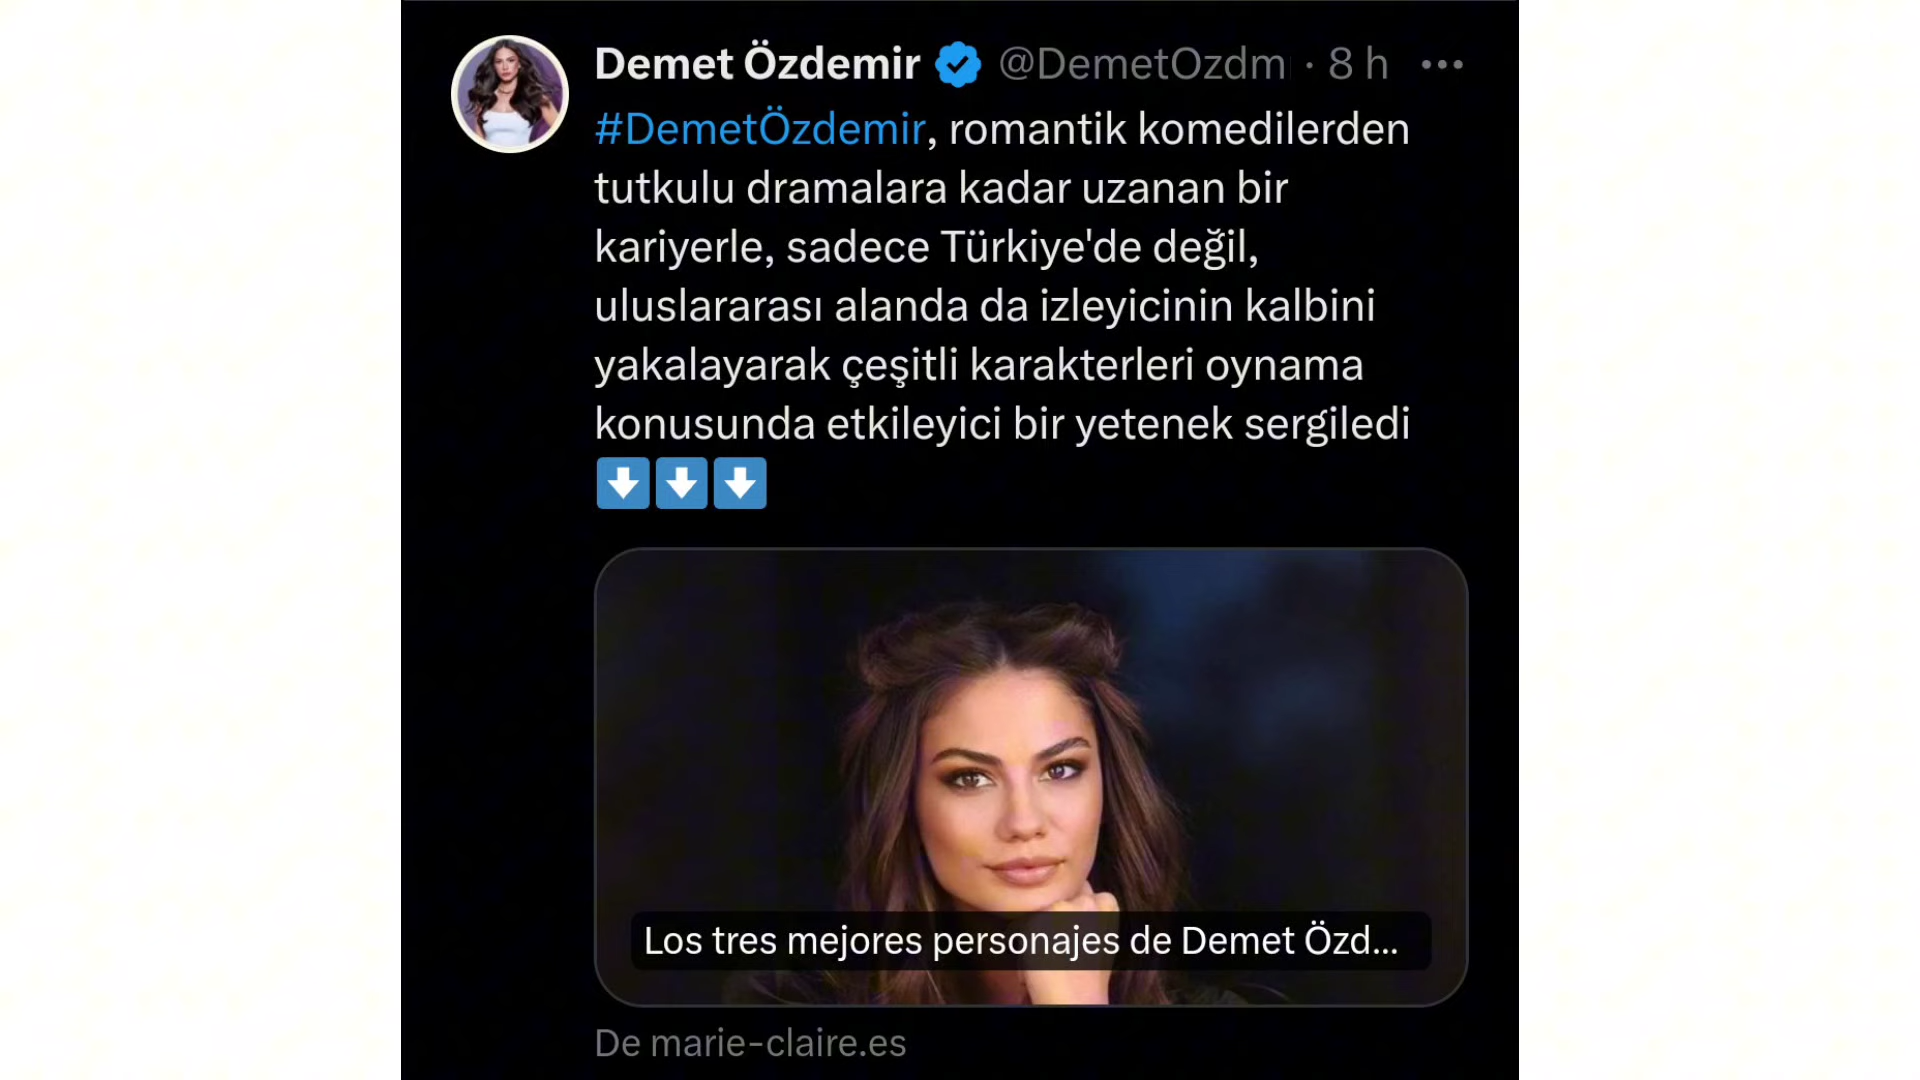 Demet Özdemir @DemetOzdm · 8 h
#DemetÖzdemir, romantik komedilerden
tutkulu dramalara kadar uzanan bir
kariyerle, sadece Türkiye'de değil,
uluslararası alanda da izleyicinin kalbini
yakalayarak çeşitli karakterleri oynama
konusunda etkileyici bir yetenek sergiledi
Los tres mejores personajes de Demet Özd...
De marie-claire.es